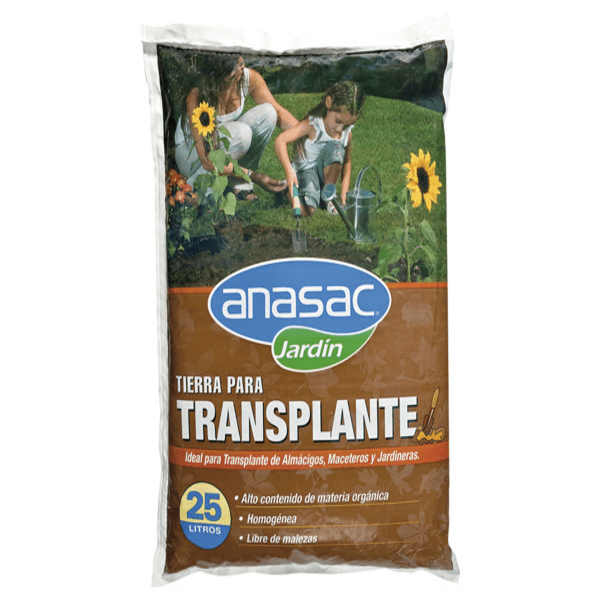 anasac®
Jardín
TIERRA PARA
TRANSPLANTE
Ideal para Transplante de Almácigos, Maceteros y Jardineras.
25
LITROS
• Alto contenido de materia orgánica
• Homogénea
• Libre de malezas